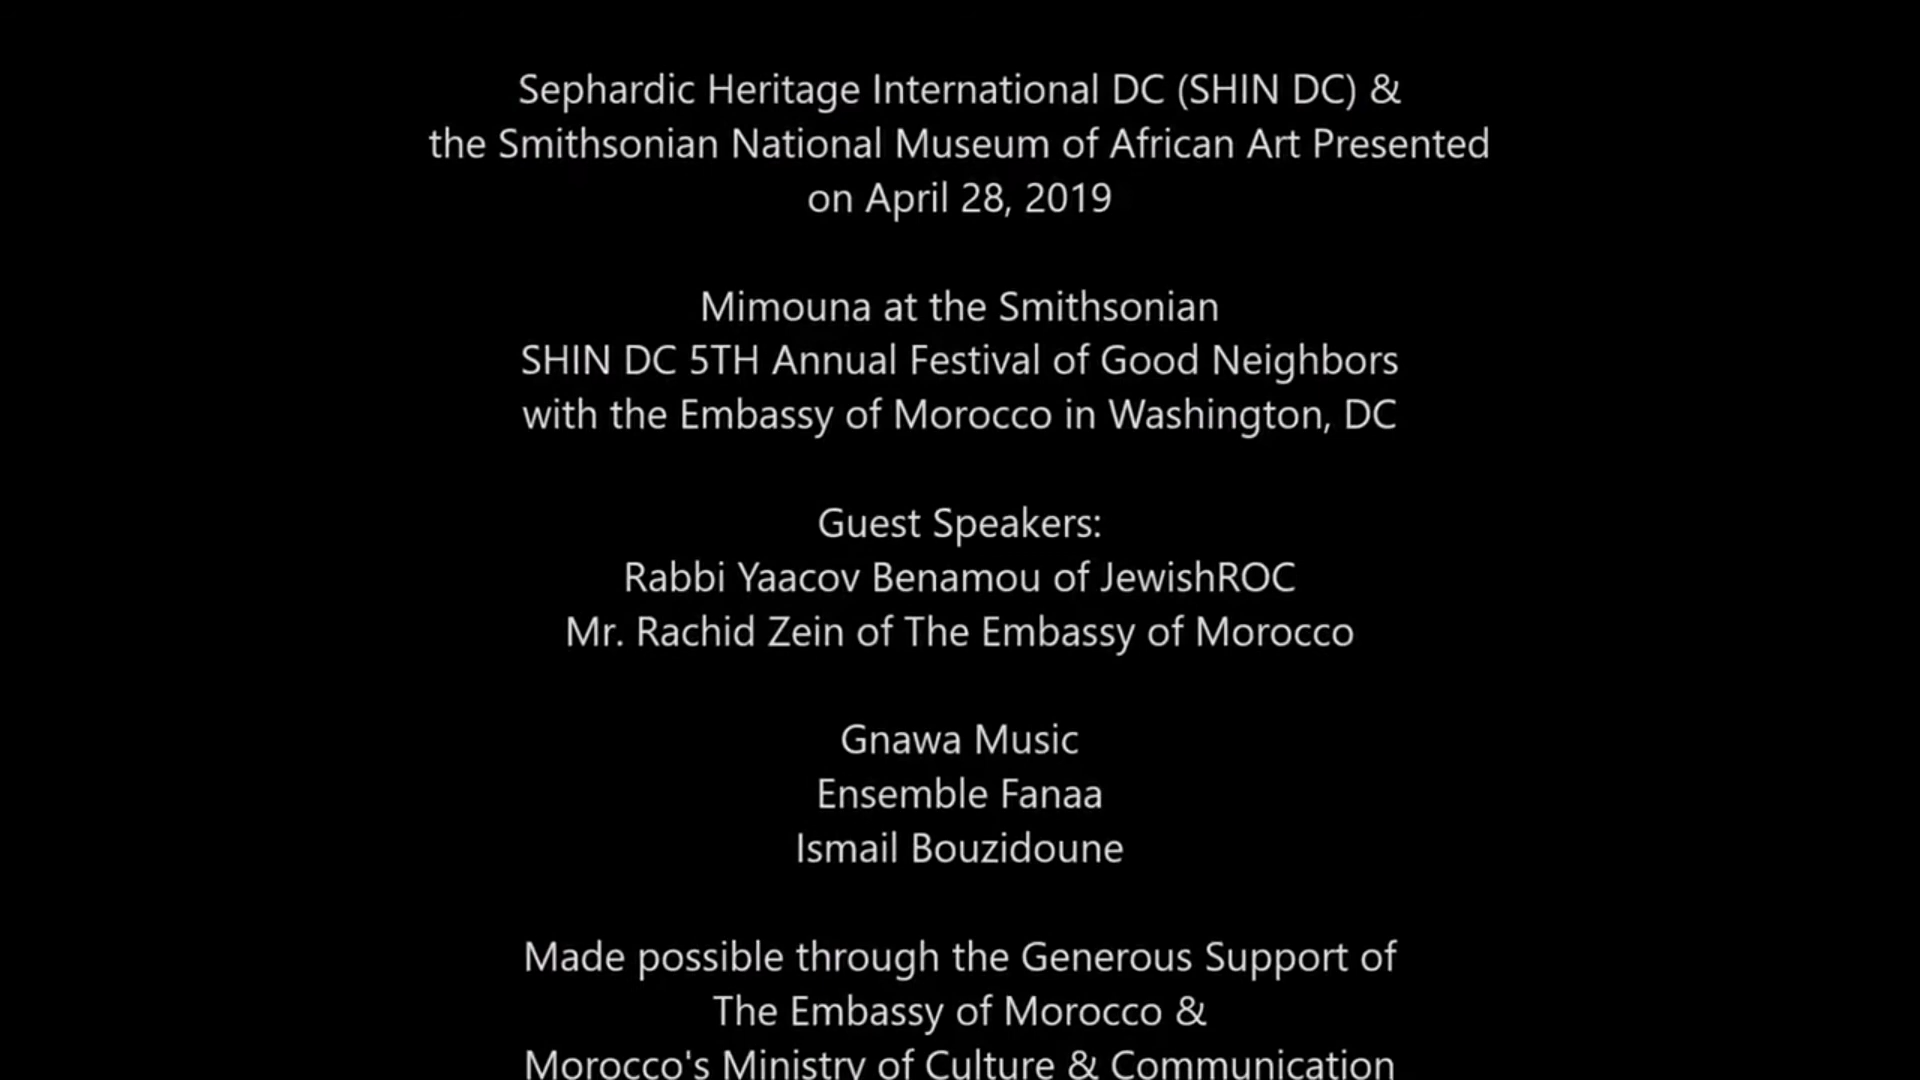 Sephardic Heritage International DC (SHIN DC) &
the Smithsonian National Museum of African Art Presented
on April 28, 2019
Mimouna at the Smithsonian
SHIN DC 5TH Annual Festival of Good Neighbors
with the Embassy of Morocco in Washington, DC
Guest Speakers:
Rabbi Yaacov Benamou of JewishROC
Mr. Rachid Zein of The Embassy of Morocco
Gnawa Music
Ensemble Fanaa
Ismail Bouzidoune
Made possible through the Generous Support of
The Embassy of Morocco &
Morocco's Ministry of Culture & Communication